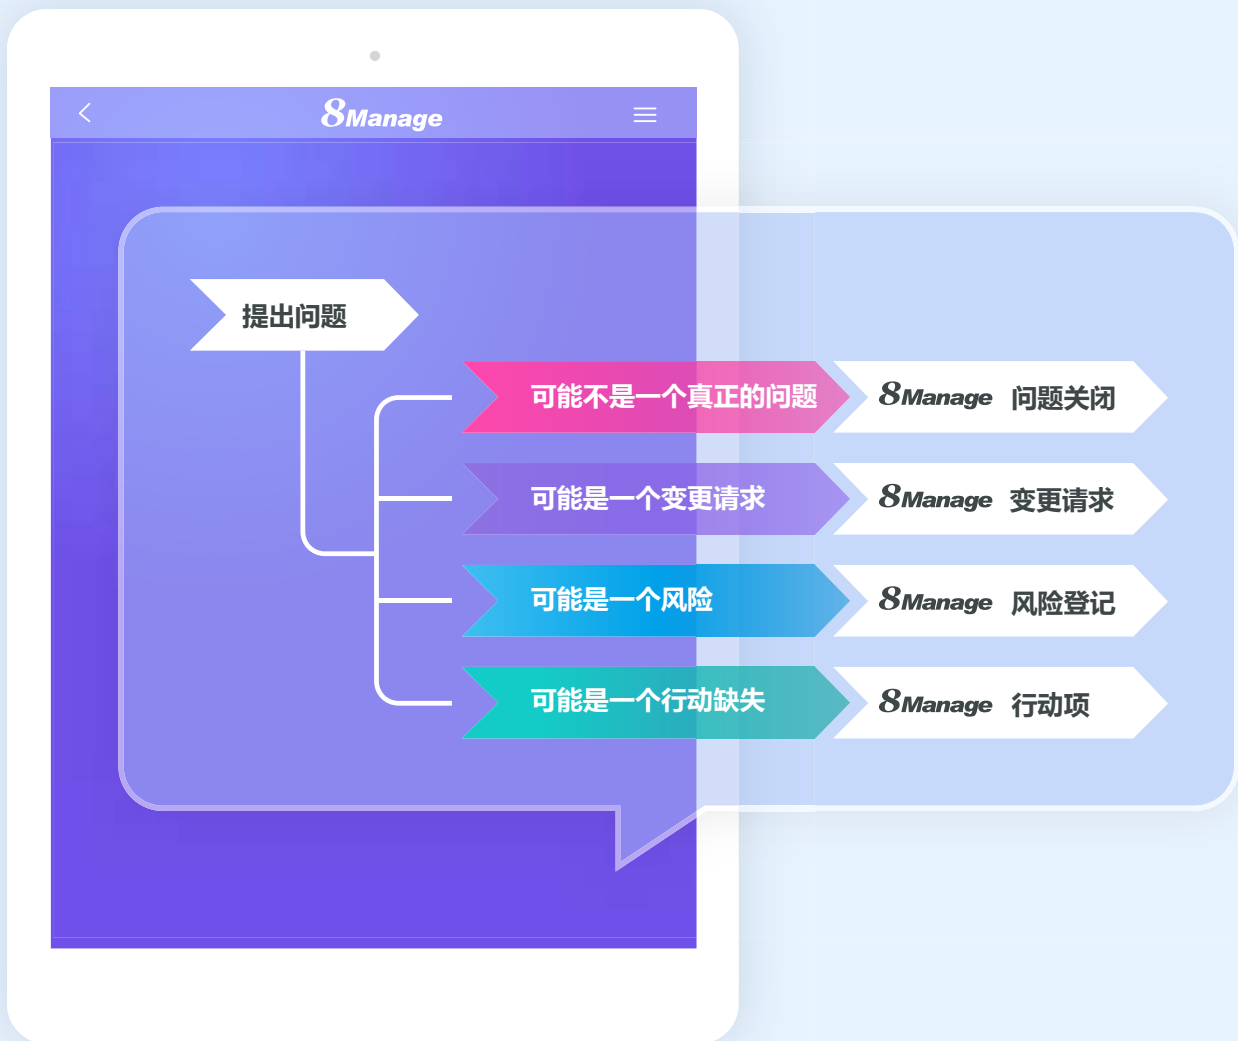 8Manage
提出问题
可能不是一个真正的问题
8Manage 问题关闭
可能是一个变更请求
8Manage 变更请求
可能是一个风险
8Manage 风险登记
可能是一个行动缺失
8Manage 行动项